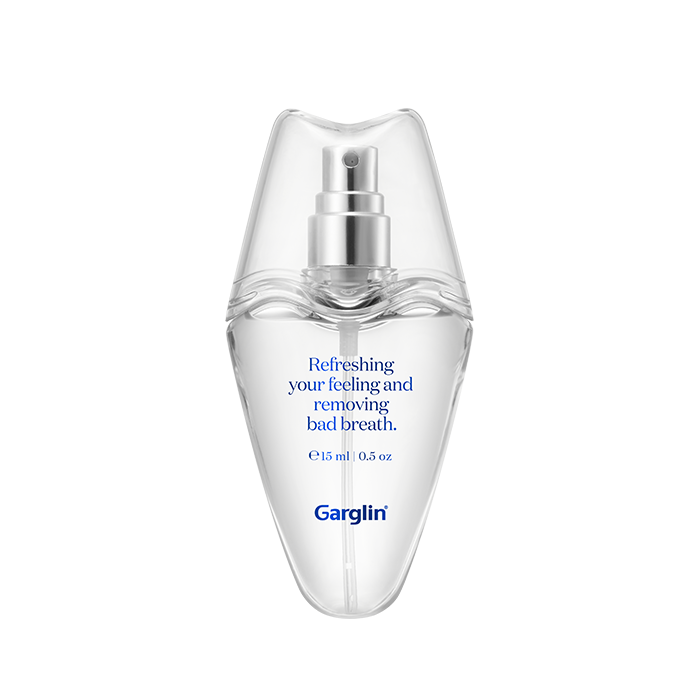 Refreshing
your feeling and
removing
bad breath.
℮ 15 ml | 0.5 oz
Garglin®